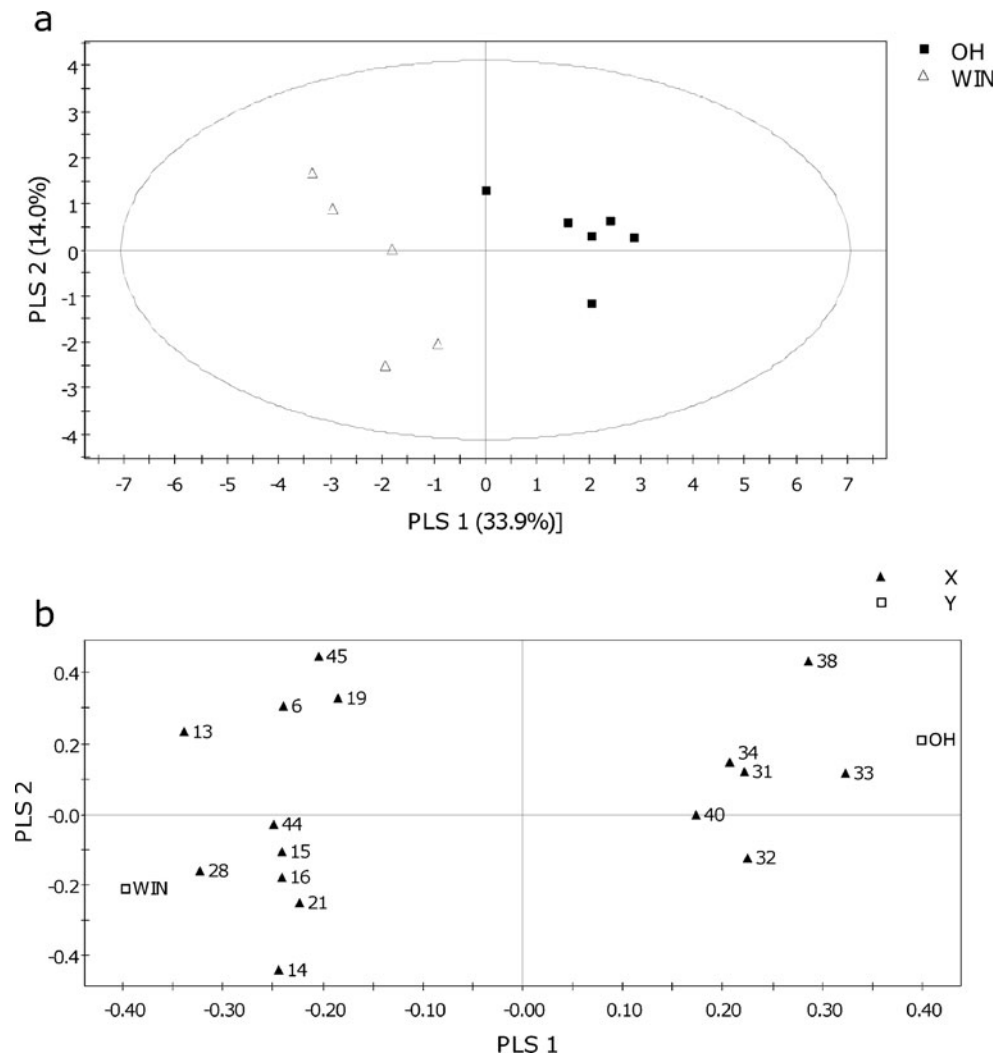 a
OH
WIN
4
3
2
1
0
-1
-2
-3
-4
PLS 2 (14.0%)
-7 -6 -5 -4 -3 -2 -1 0 1 2 3 4 5 6 7
PLS 1 (33.9%)]
X
Y
b
0.4
0.2
-0.0
-0.2
-0.4
PLS 2
45
38
19
6
13
OH
34
31
33
44
40
15
32
28
16
WIN
21
14
-0.40 -0.30 -0.20 -0.10 -0.00 0.10 0.20 0.30 0.40
PLS 1